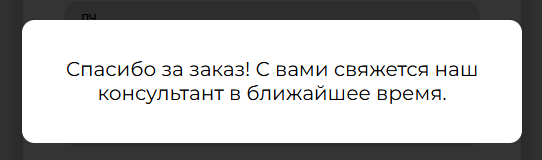 Спасибо за заказ! С вами свяжется наш
консультант в ближайшее время.